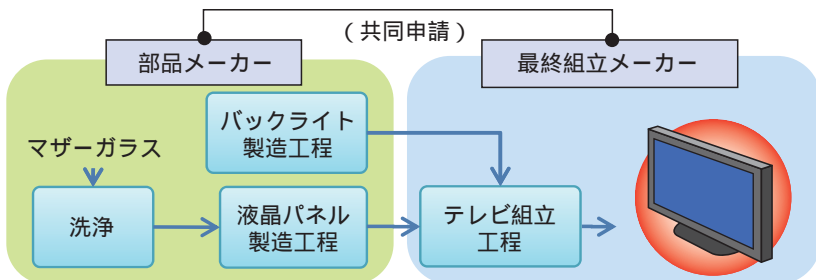 (共同申請)
部品メーカー
最終組立メーカー
バックライト
製造工程
マザーガラス
洗浄
液晶パネル
製造工程
テレビ組立
工程